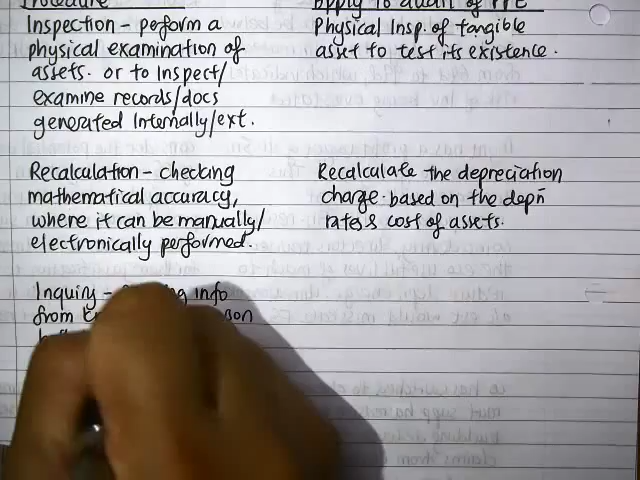 Procedure
Apply to audit of PPE
Inspection - peform a
physical examination of
assets. or to Inspect/
examine records/docs
generated Internally/ext.
Physical Insp. of tangible
asset to test its existence.
Recalculation - checking
mathematical accuracy,
where it can be manually/
electronically performed.
Recalculate the depreciation
charge. based on the depn
rates & cost of assets.
Inquiry - info
from